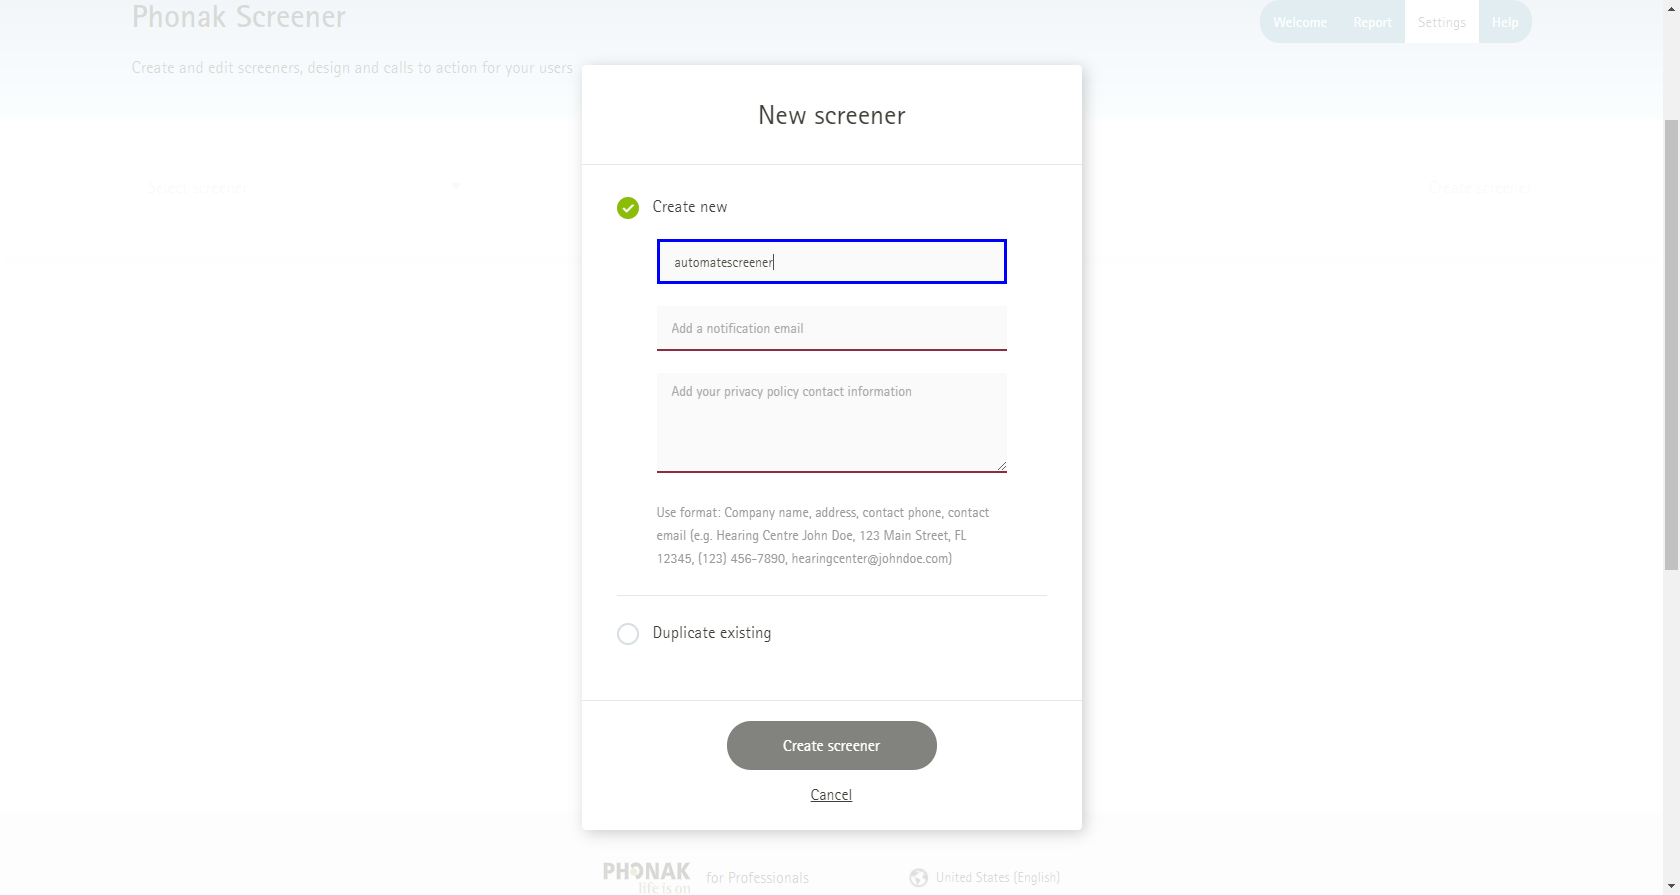 Phonak Screener
Welcome
Report
Settings
Help
Create and edit screeners, design and calls to action for your users
New screener
Select screener
Create screener
Create new
automatescreener
Add a notification email
Add your privacy policy contact information
Use format: Company name, address, contact phone, contact
email (e.g. Hearing Centre John Doe, 123 Main Street, FL
12345, (123) 456-7890, hearingcenter@johndoe.com)
Duplicate existing
Create screener
Cancel
PHONAK
life is on
for Professionals
United States (English)